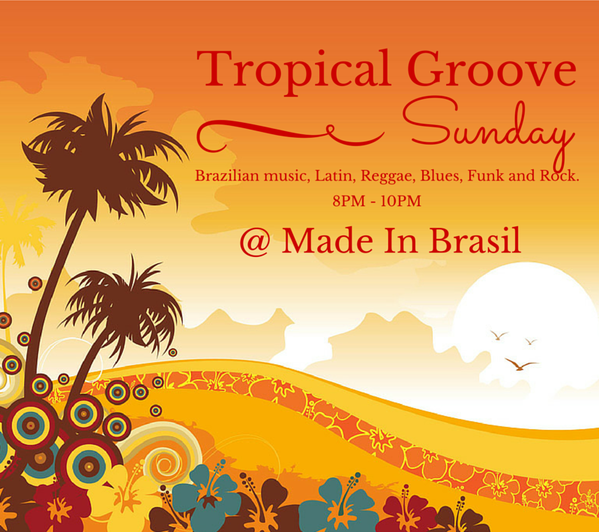 Tropical Groove
Sunday
Brazilian music, Latin, Reggae, Blues, Funk and Rock.
8PM - 10PM
@ Made In Brasil